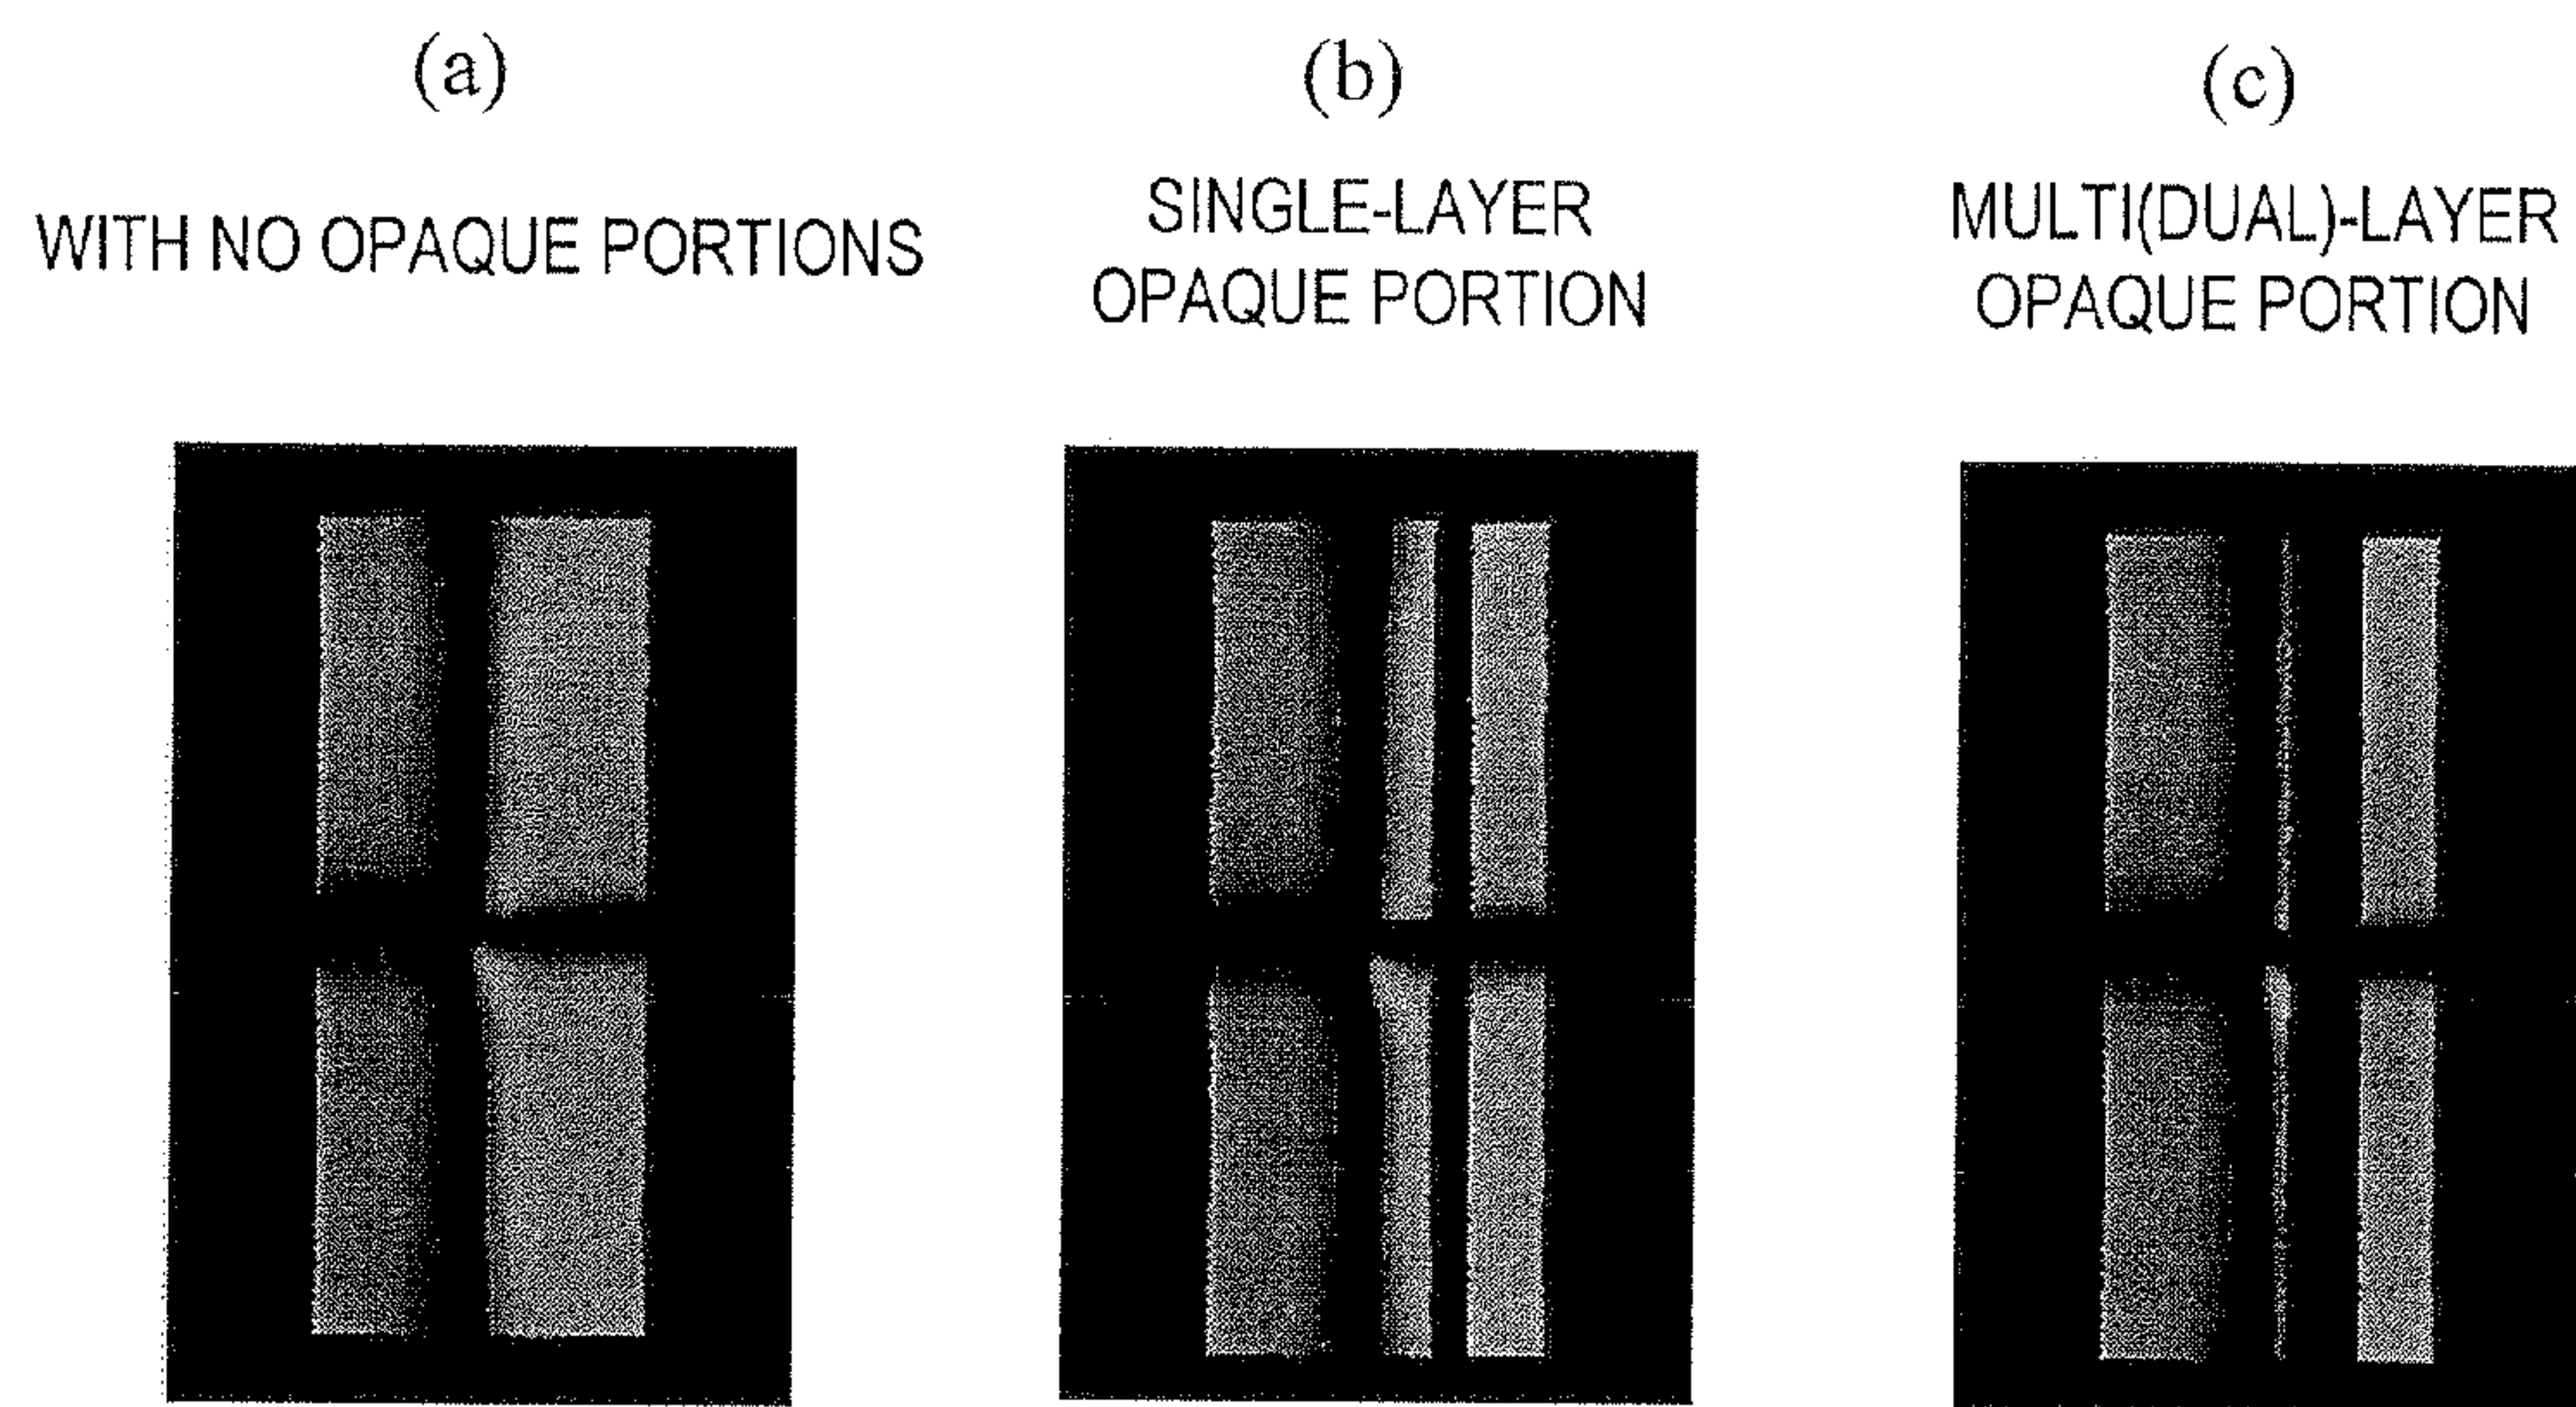 (a)
WITH NO OPAQUE PORTIONS
(b)
SINGLE-LAYER
OPAQUE PORTION
(c)
MULTI(DUAL)-LAYER
OPAQUE PORTION